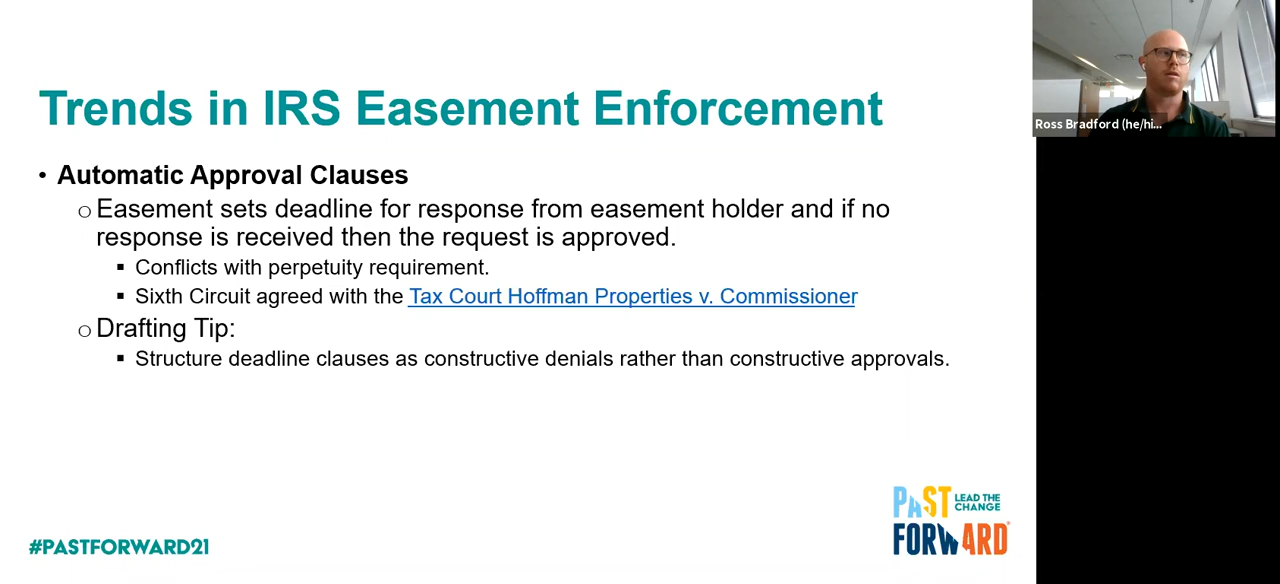 Trends in IRS Easement Enforcement
• Automatic Approval Clauses
o Easement sets deadline for response from easement holder and if no
response is received then the request is approved.
▪ Conflicts with perpetuity requirement.
▪ Sixth Circuit agreed with the Tax Court Hoffman Properties v. Commissioner
o Drafting Tip:
▪ Structure deadline clauses as constructive denials rather than constructive approvals.
#PASTFORWARD21
PAST LEAD THE
CHANGE
FORWARD
Ross Bradford (he/hi...